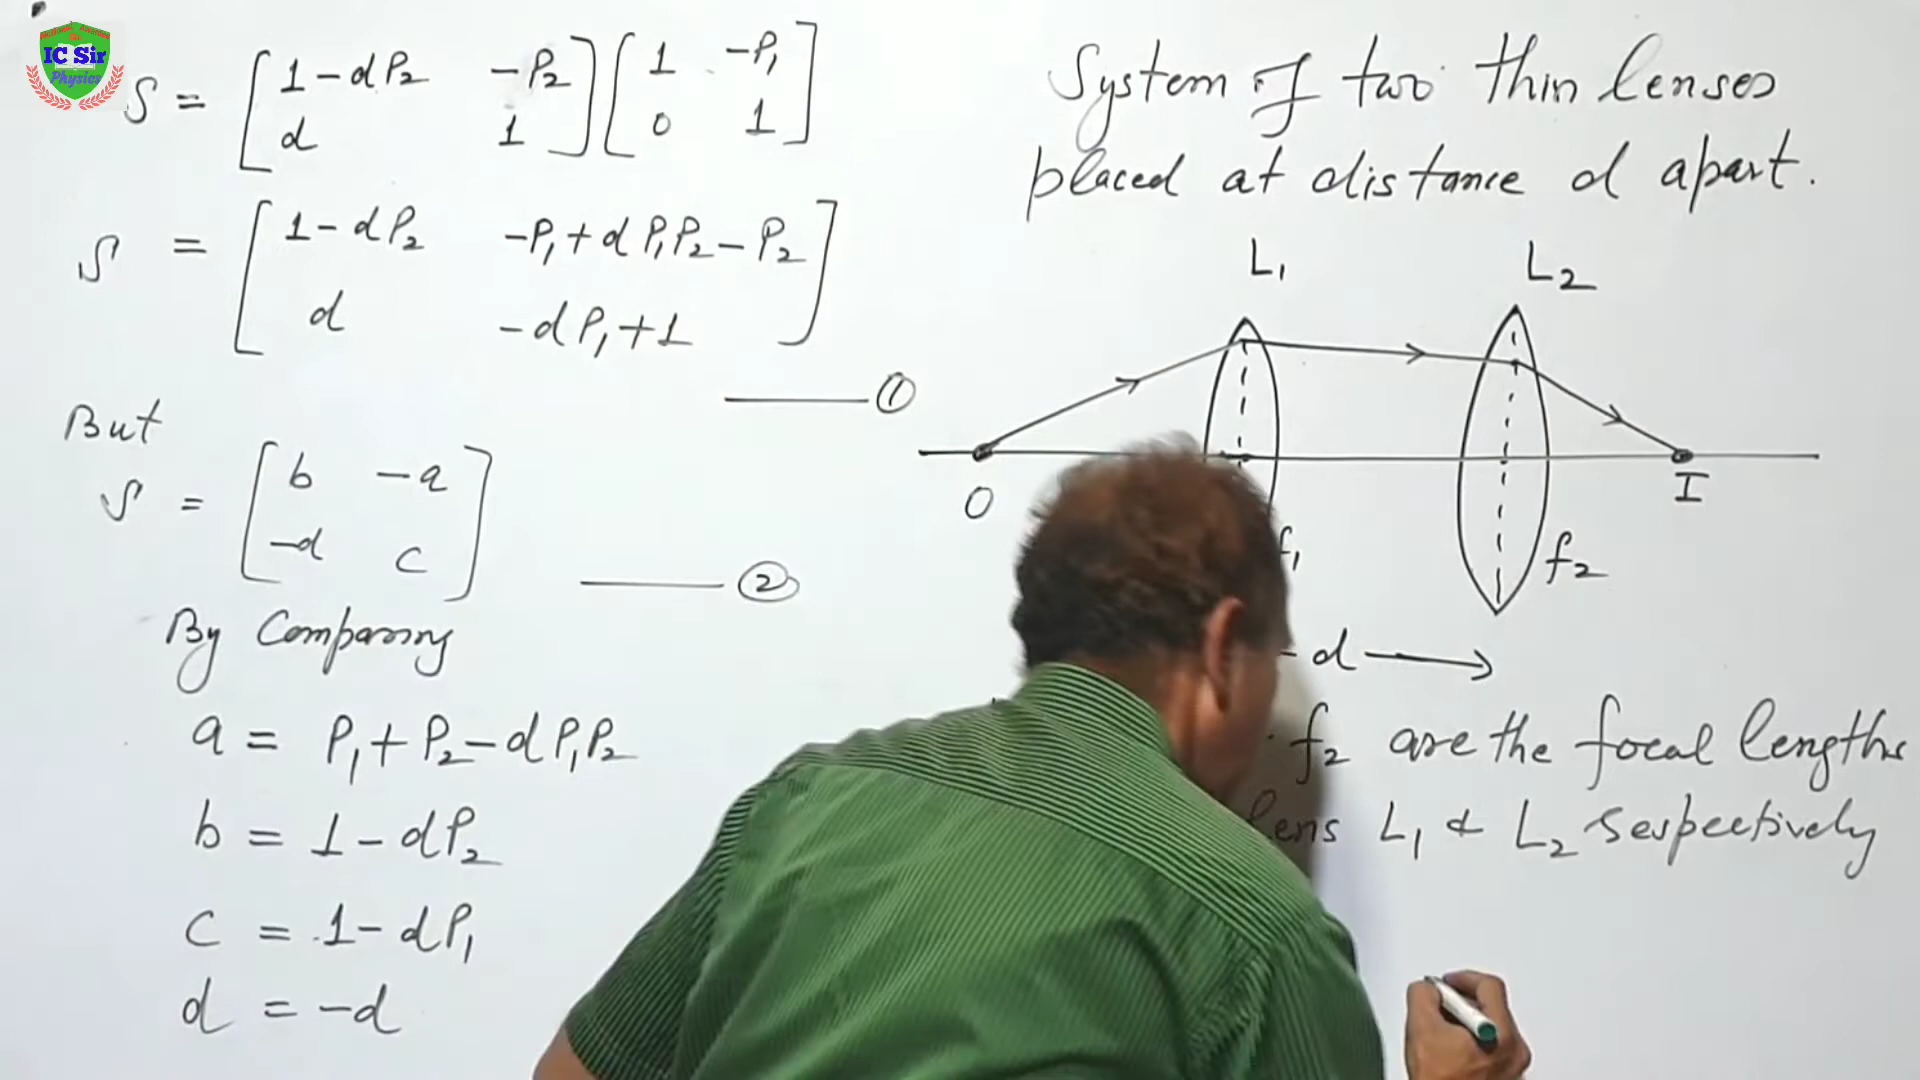 IC Sir
Physics
S = [ 1-dP₂ -P₂ ] [ 1 -P₁ ]
[ d 1 ] [ 0 1 ]
S = [ 1-dP₂ -P₁+dP₁P₂-P₂ ]
[ d -dP₁+1 ]
①
But
S = [ b -a ]
[ -d c ]
②
By Comparing
a = P₁+P₂-dP₁P₂
b = 1-dP₂
c = 1-dP₁
d = -d
System of two thin lenses
placed at distance d apart.
L₁ L₂
O I
f₁ f₂
d
f₂ are the focal lengths
lens L₁ & L₂ respectively